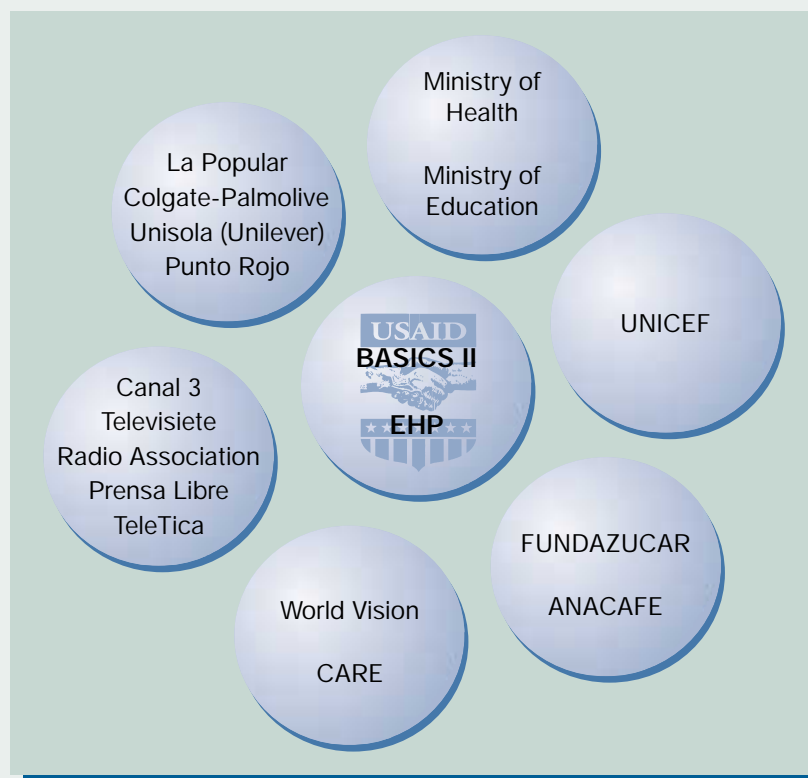 Ministry of
Health
Ministry of
Education
La Popular
Colgate-Palmolive
Unisola (Unilever)
Punto Rojo
UNICEF
USAID
BASICS II
EHP
Canal 3
Televisiete
Radio Association
Prensa Libre
TeleTica
FUNDAZUCAR
ANACAFE
World Vision
CARE